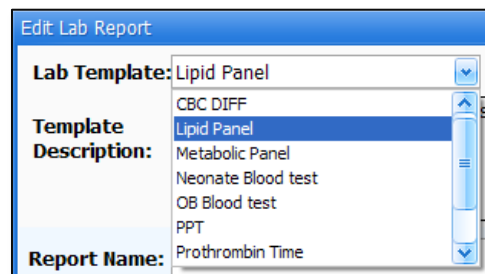 Edit Lab Report
Lab Template: Lipid Panel
CBC DIFF
Template
Description:
Lipid Panel
Metabolic Panel
Neonate Blood test
OB Blood test
PPT
Report Name:
Prothrombin Time